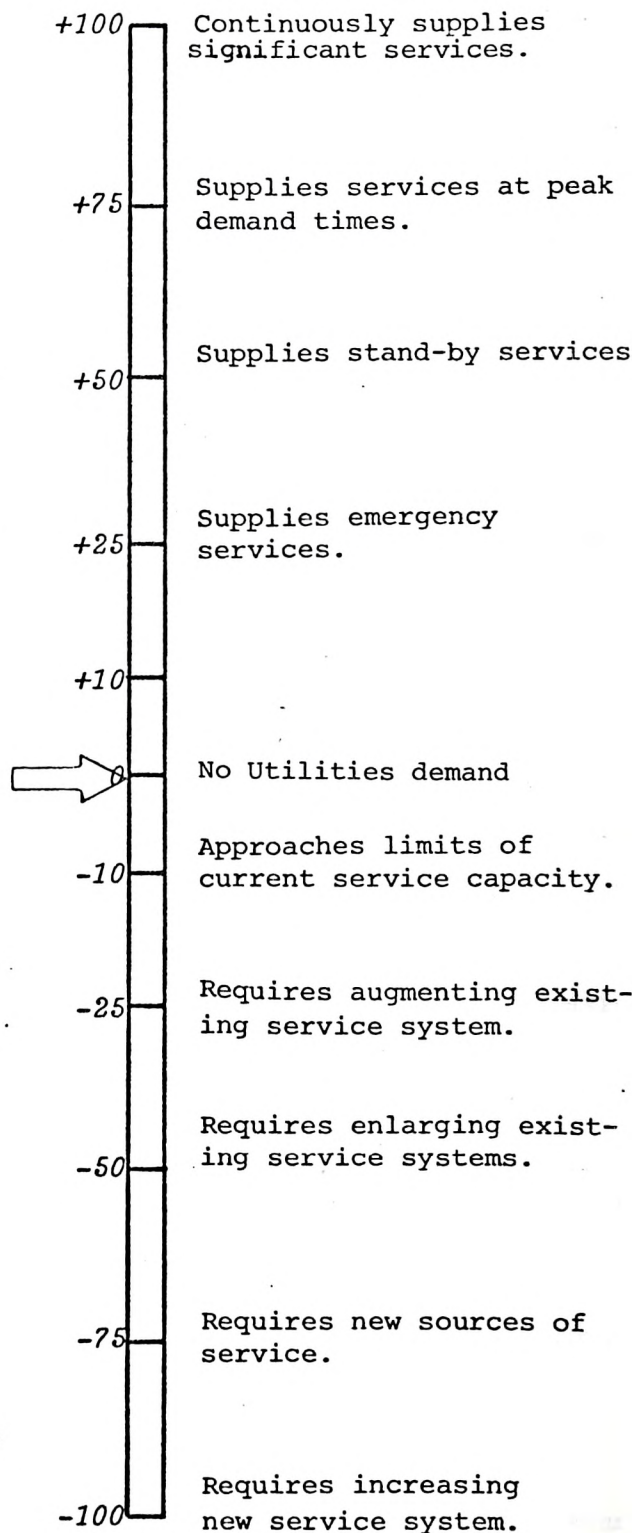 +100 Continuously supplies
significant services.
Supplies services at peak
+75 demand times.
Supplies stand-by services
+50
Supplies emergency
+25 services.
+10
0 No Utilities demand
Approaches limits of
-10 current service capacity.
Requires augmenting exist-
-25 ing service system.
Requires enlarging exist-
-50 ing service systems.
Requires new sources of
-75 service.
Requires increasing
-100 new service system.